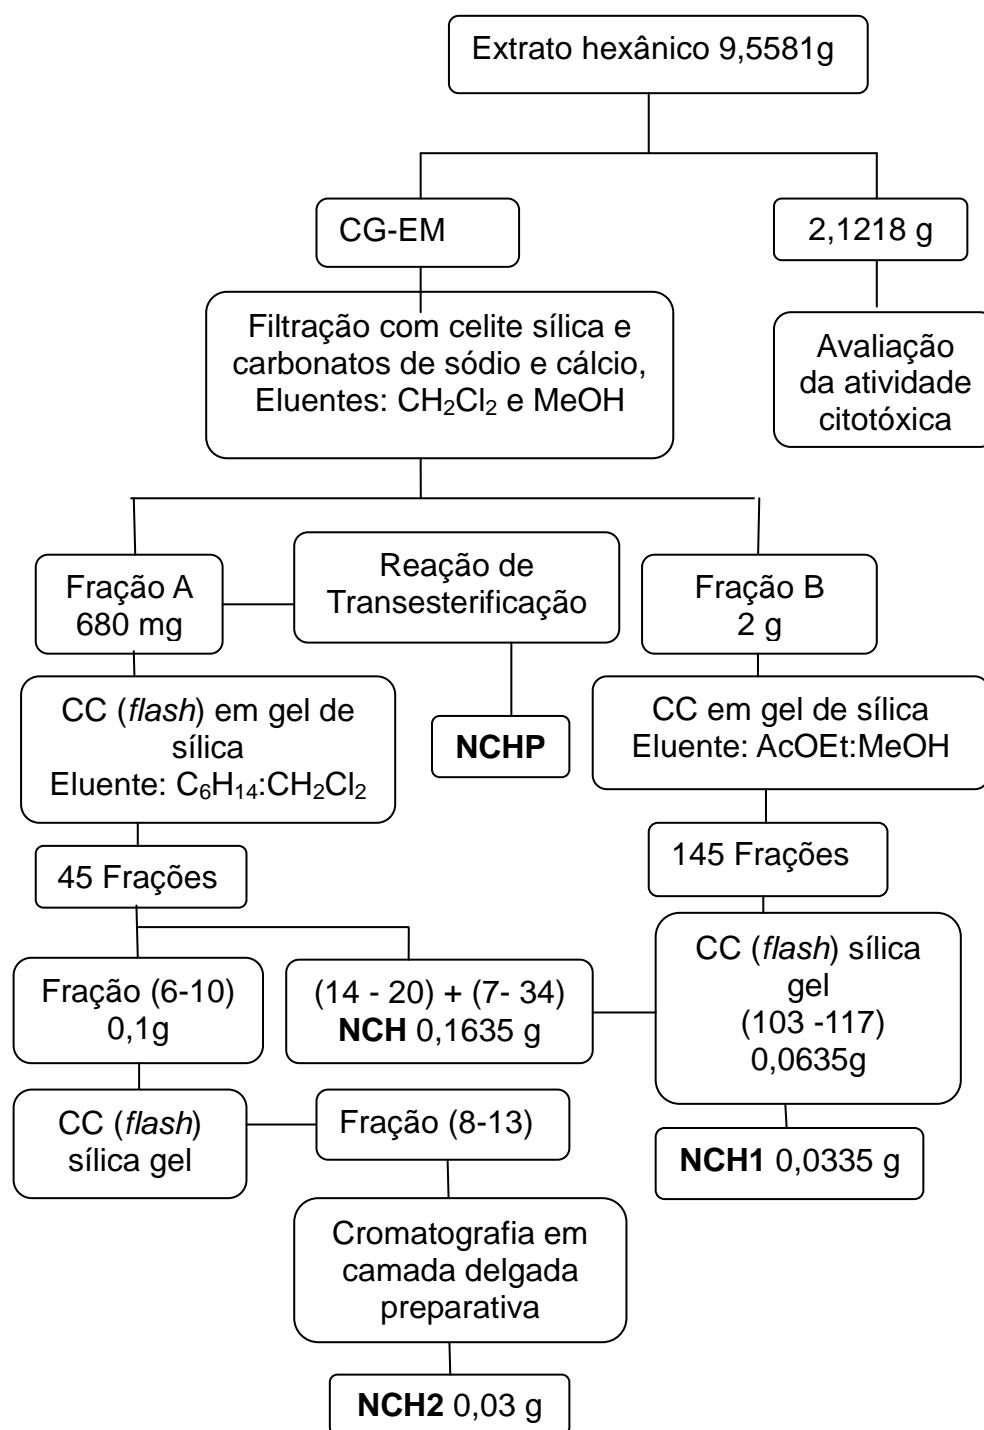 Extrato hexânico 9,5581g
CG-EM
2,1218 g
Filtração com celite sílica e
carbonatos de sódio e cálcio,
Eluentes: CH₂Cl₂ e MeOH
Avaliação
da atividade
citotóxica
Fração A
680 mg
Reação de
Transesterificação
Fração B
2 g
CC (flash) em gel de
sílica
Eluente: C₆H₁₄:CH₂Cl₂
NCHP
CC em gel de sílica
Eluente: AcOEt:MeOH
45 Frações
145 Frações
Fração (6-10)
0,1g
(14 - 20) + (7- 34)
NCH 0,1635 g
CC (flash) sílica
gel
(103 -117)
0,0635g
CC (flash)
sílica gel
Fração (8-13)
NCH1 0,0335 g
Cromatografia em
camada delgada
preparativa
NCH2 0,03 g